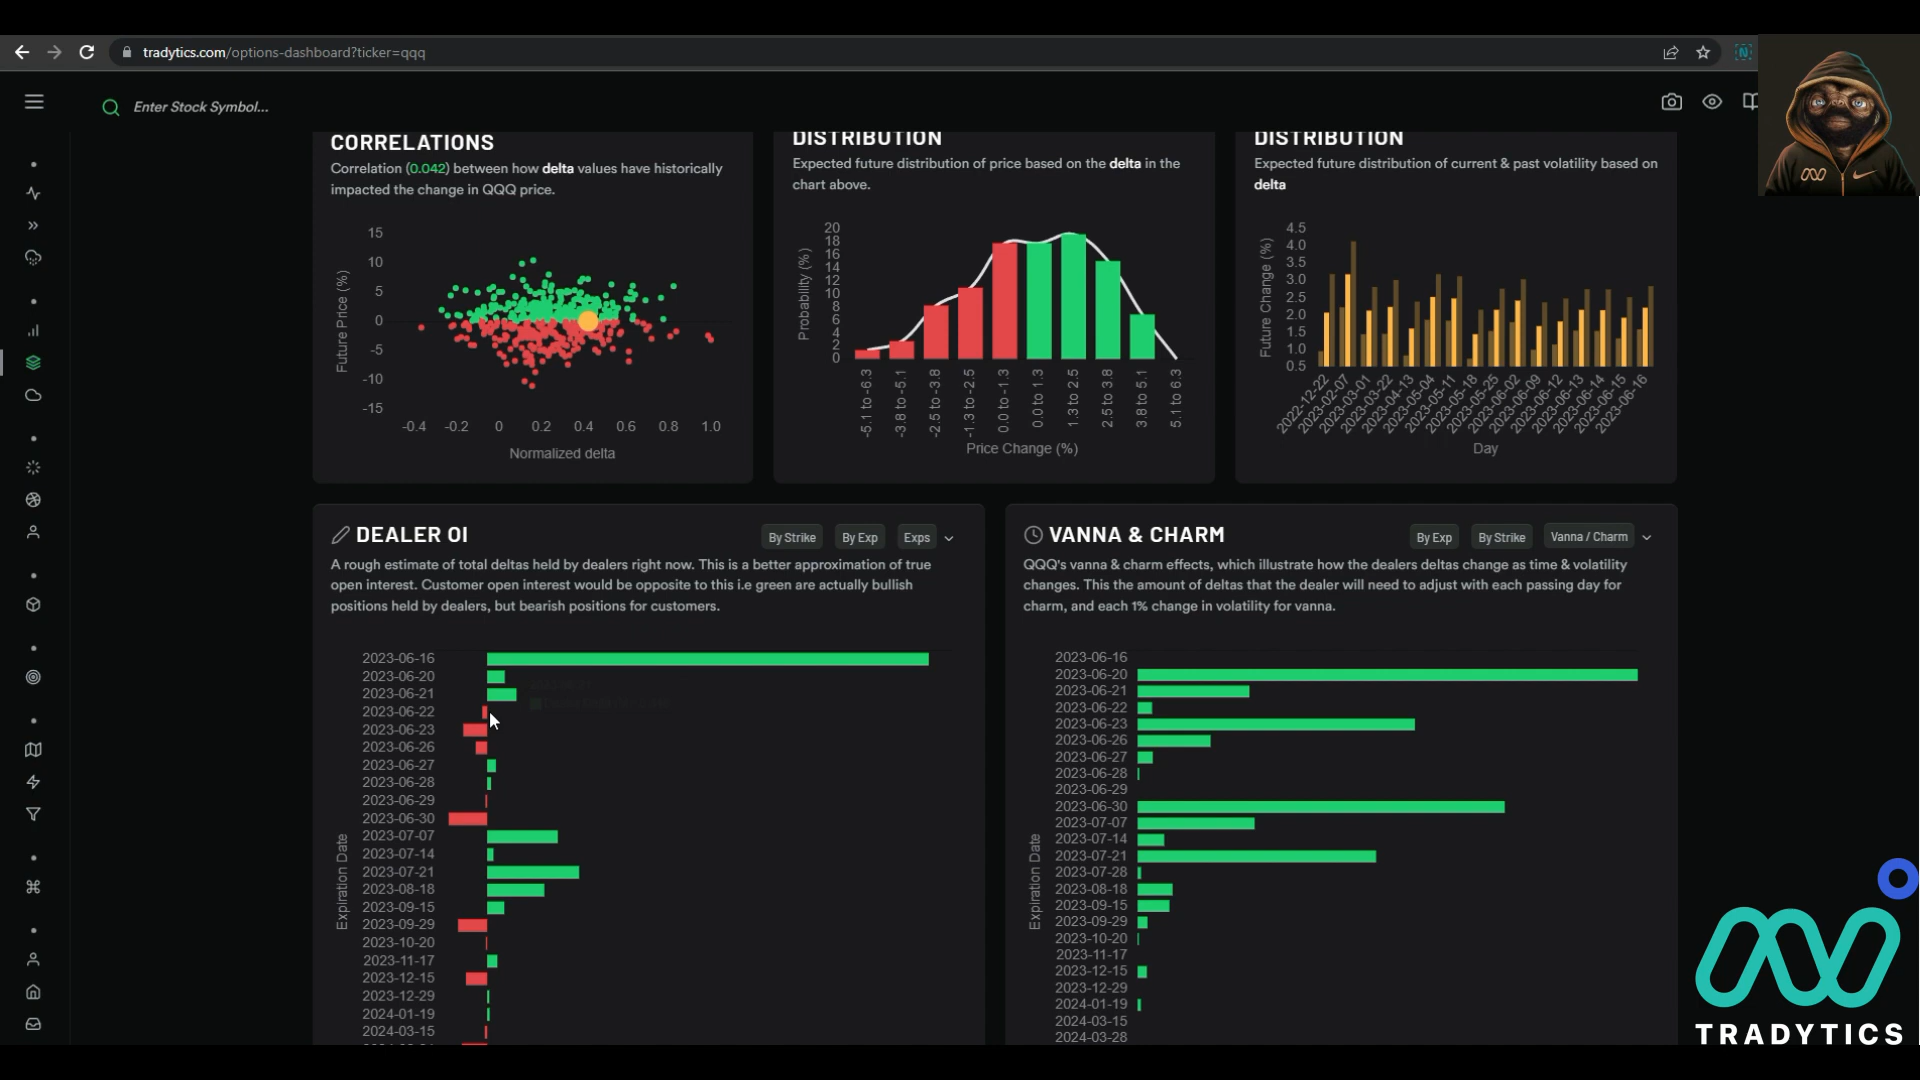 tradytics.com/options-dashboard?ticker=qqq
Enter Stock Symbol...
CORRELATIONS
Correlation (0.042) between how delta values have historically
impacted the change in QQQ price.
15
10
5
0
-5
-10
-15
Future Price (%)
-0.4 -0.2 0 0.2 0.4 0.6 0.8 1.0
Normalized delta
DISTRIBUTION
Expected future distribution of price based on the delta in the
chart above.
20
18
16
14
12
10
8
6
4
2
0
Probability (%)
-5.1 to -6.3
-3.8 to -5.1
-2.5 to -3.8
-1.3 to -2.5
0.0 to -1.3
0.0 to 1.3
1.3 to 2.5
2.5 to 3.8
3.8 to 5.1
5.1 to 6.3
Price Change (%)
DISTRIBUTION
Expected future distribution of current & past volatility based on
delta
4.5
4.0
3.5
3.0
2.5
2.0
1.5
1.0
0.5
Future Change (%)
2022-12-22
2023-02-07
2023-03-01
2023-03-22
2023-04-13
2023-05-04
2023-05-11
2023-05-18
2023-05-25
2023-06-02
2023-06-09
2023-06-12
2023-06-13
2023-06-14
2023-06-15
2023-06-16
Day
DEALER OI
By Strike
By Exp
Exps
A rough estimate of total deltas held by dealers right now. This is a better approximation of true
open interest. Customer open interest would be opposite to this i.e green are actually bullish
positions held by dealers, but bearish positions for customers.
2023-06-16
2023-06-20
2023-06-21
2023-06-22
2023-06-23
2023-06-26
2023-06-27
2023-06-28
2023-06-29
2023-06-30
2023-07-07
2023-07-14
2023-07-21
2023-08-18
2023-09-15
2023-09-29
2023-10-20
2023-11-17
2023-12-15
2023-12-29
2024-01-19
2024-03-15
Expiration Date
VANNA & CHARM
By Exp
By Strike
Vanna / Charm
QQQ's vanna & charm effects, which illustrate how the dealers deltas change as time & volatility
changes. This the amount of deltas that the dealer will need to adjust with each passing day for
charm, and each 1% change in volatility for vanna.
2023-06-16
2023-06-20
2023-06-21
2023-06-22
2023-06-23
2023-06-26
2023-06-27
2023-06-28
2023-06-29
2023-06-30
2023-07-07
2023-07-14
2023-07-21
2023-07-28
2023-08-18
2023-09-15
2023-09-29
2023-10-20
2023-11-17
2023-12-15
2023-12-29
2024-01-19
2024-03-15
2024-03-28
Expiration Date
TRADYTICS